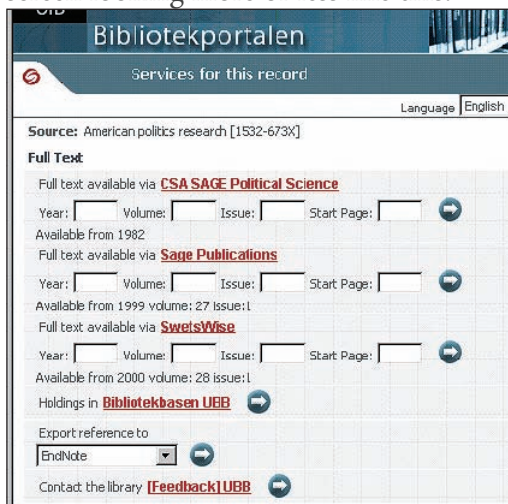 UIB
Bibliotekportalen
Services for this record
Language English
Source: American politics research [1532-673X]
Full Text
Full text available via CSA SAGE Political Science
Year: Volume: Issue: Start Page:
Available from 1982
Full text available via Sage Publications
Year: Volume: Issue: Start Page:
Available from 1999 volume: 27 issue:1
Full text available via SwetsWise
Year: Volume: Issue: Start Page:
Available from 2000 volume: 28 issue:1
Holdings in Bibliotekbasen UBB
Export reference to
EndNote
Contact the library [Feedback] UBB